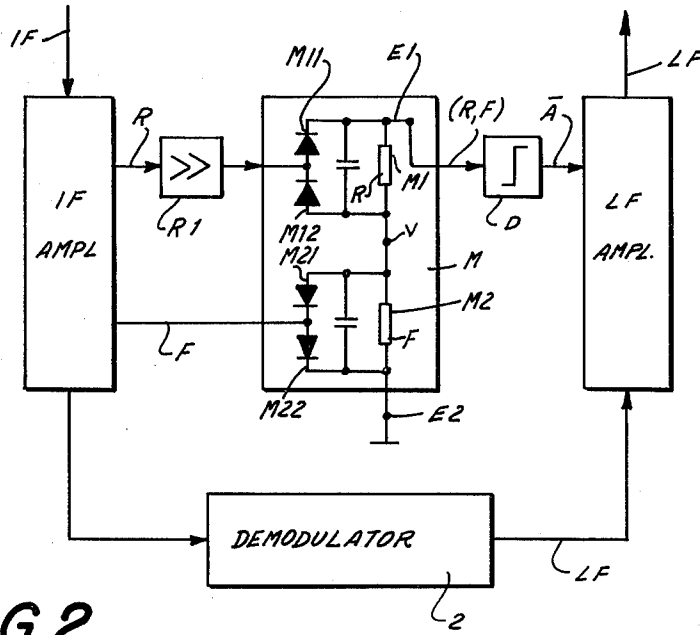 IF
M11
E1
LF
R
(R,F)
Ā
IF
AMPL
>>
R1
R
M1
D
LF
AMPL.
M12
M21
V
M
M2
F
F
M22
E2
DEMODULATOR
LF
2
G.2